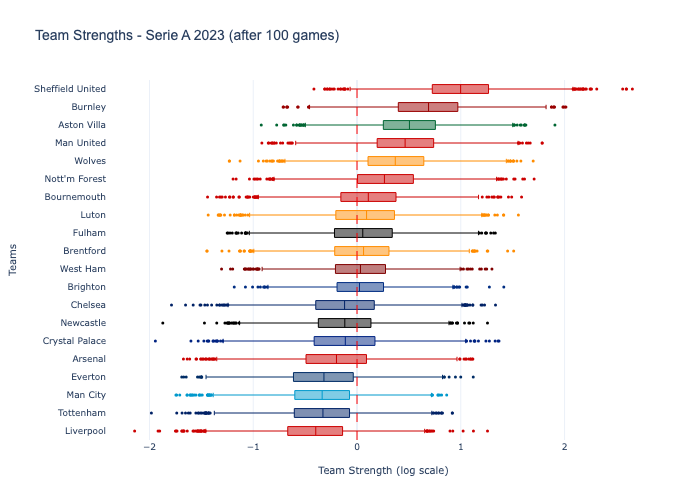 Team Strengths - Serie A 2023 (after 100 games)
Sheffield United
Burnley
Aston Villa
Man United
Wolves
Nott'm Forest
Bournemouth
Luton
Fulham
Brentford
West Ham
Brighton
Chelsea
Newcastle
Crystal Palace
Arsenal
Everton
Man City
Tottenham
Liverpool
Teams
−2 −1 0 1 2
Team Strength (log scale)